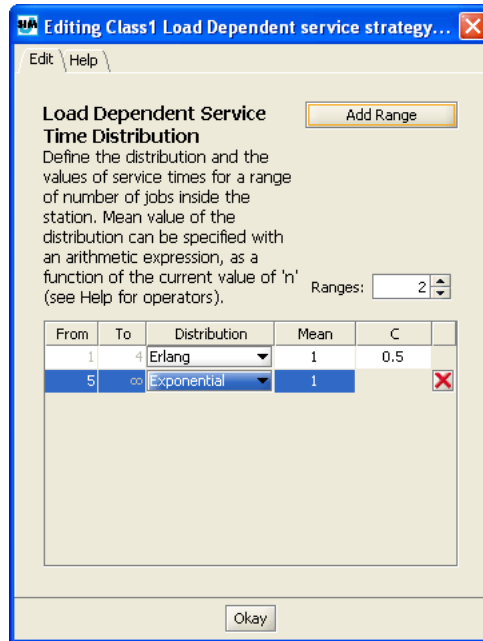 SIM Editing Class1 Load Dependent service strategy...
Edit Help
Load Dependent Service
Time Distribution
Add Range
Define the distribution and the
values of service times for a range
of number of jobs inside the
station. Mean value of the
distribution can be specified with
an arithmetic expression, as a
function of the current value of 'n'
(see Help for operators).
Ranges: 2
From To Distribution Mean C
1 4 Erlang 1 0.5
5 ∞ Exponential 1
Okay